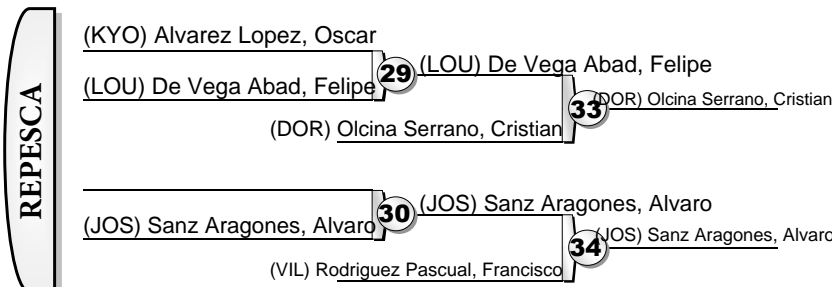 REPESCA
(KYO) Alvarez Lopez, Oscar
(LOU) De Vega Abad, Felipe
29
(LOU) De Vega Abad, Felipe
(DOR) Olcina Serrano, Cristian
33
(DOR) Olcina Serrano, Cristian
(JOS) Sanz Aragones, Alvaro
30
(JOS) Sanz Aragones, Alvaro
(VIL) Rodriguez Pascual, Francisco
34
(JOS) Sanz Aragones, Alvaro